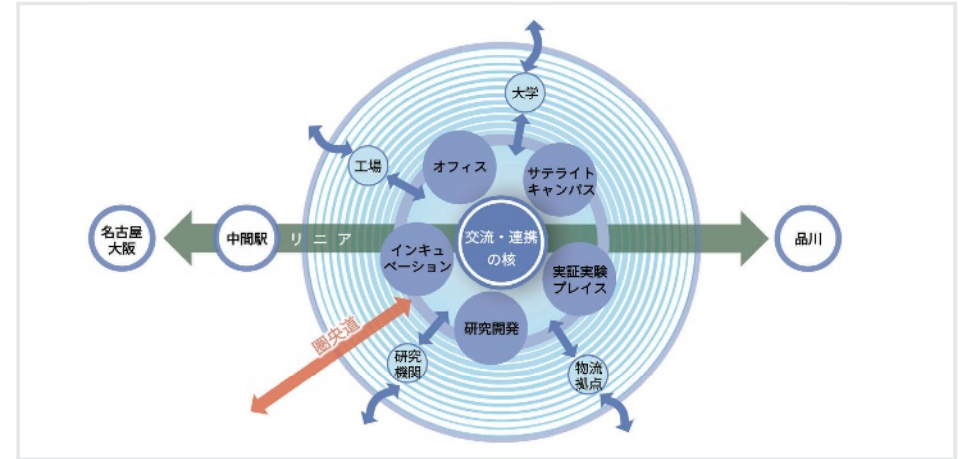 大学
工場
オフィス
サテライト
キャンパス
名古屋
大阪
中間駅
リニア
交流・連携
の核
品川
インキュ
ベーション
実証実験
プレイス
研究開発
圏央道
研究
機関
物流
拠点